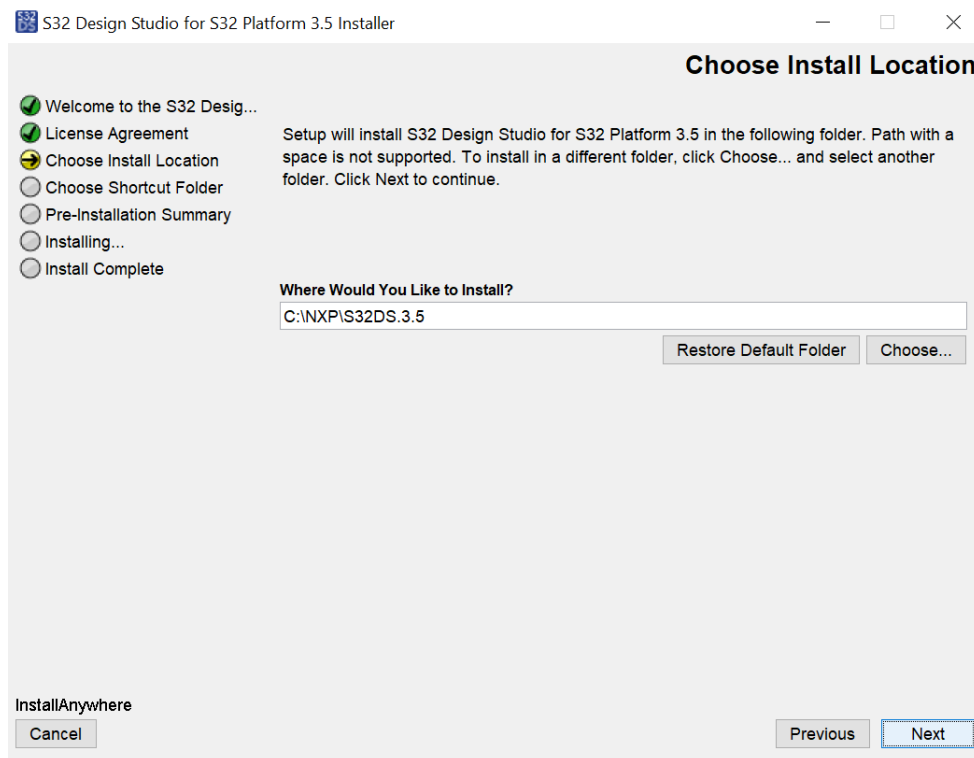 S32 DS
S32 Design Studio for S32 Platform 3.5 Installer
Choose Install Location
Welcome to the S32 Desig...
License Agreement
Choose Install Location
Choose Shortcut Folder
Pre-Installation Summary
Installing...
Install Complete
Setup will install S32 Design Studio for S32 Platform 3.5 in the following folder. Path with a
space is not supported. To install in a different folder, click Choose... and select another
folder. Click Next to continue.
Where Would You Like to Install?
C:\NXP\S32DS.3.5
Restore Default Folder
Choose...
InstallAnywhere
Cancel
Previous
Next